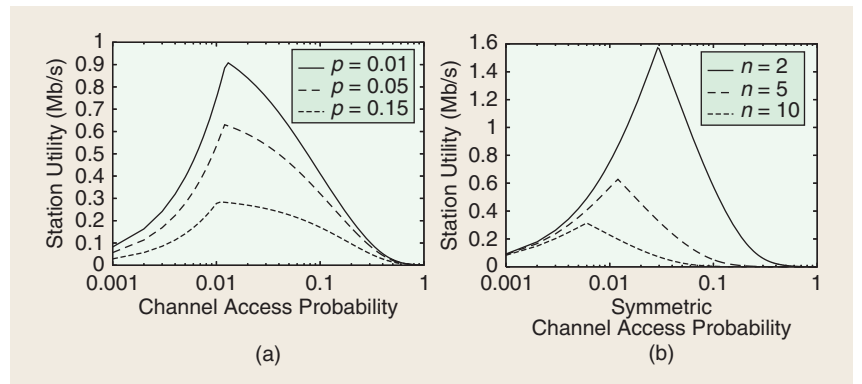 Station Utility (Mb/s)
1
0.9
0.8
0.7
0.6
0.5
0.4
0.3
0.2
0.1
0
p = 0.01
p = 0.05
p = 0.15
0.001
0.01
0.1
1
Channel Access Probability
(a)
Station Utility (Mb/s)
1.6
1.4
1.2
1
0.8
0.6
0.4
0.2
0
n = 2
n = 5
n = 10
0.001
0.01
0.1
1
Symmetric
Channel Access Probability
(b)